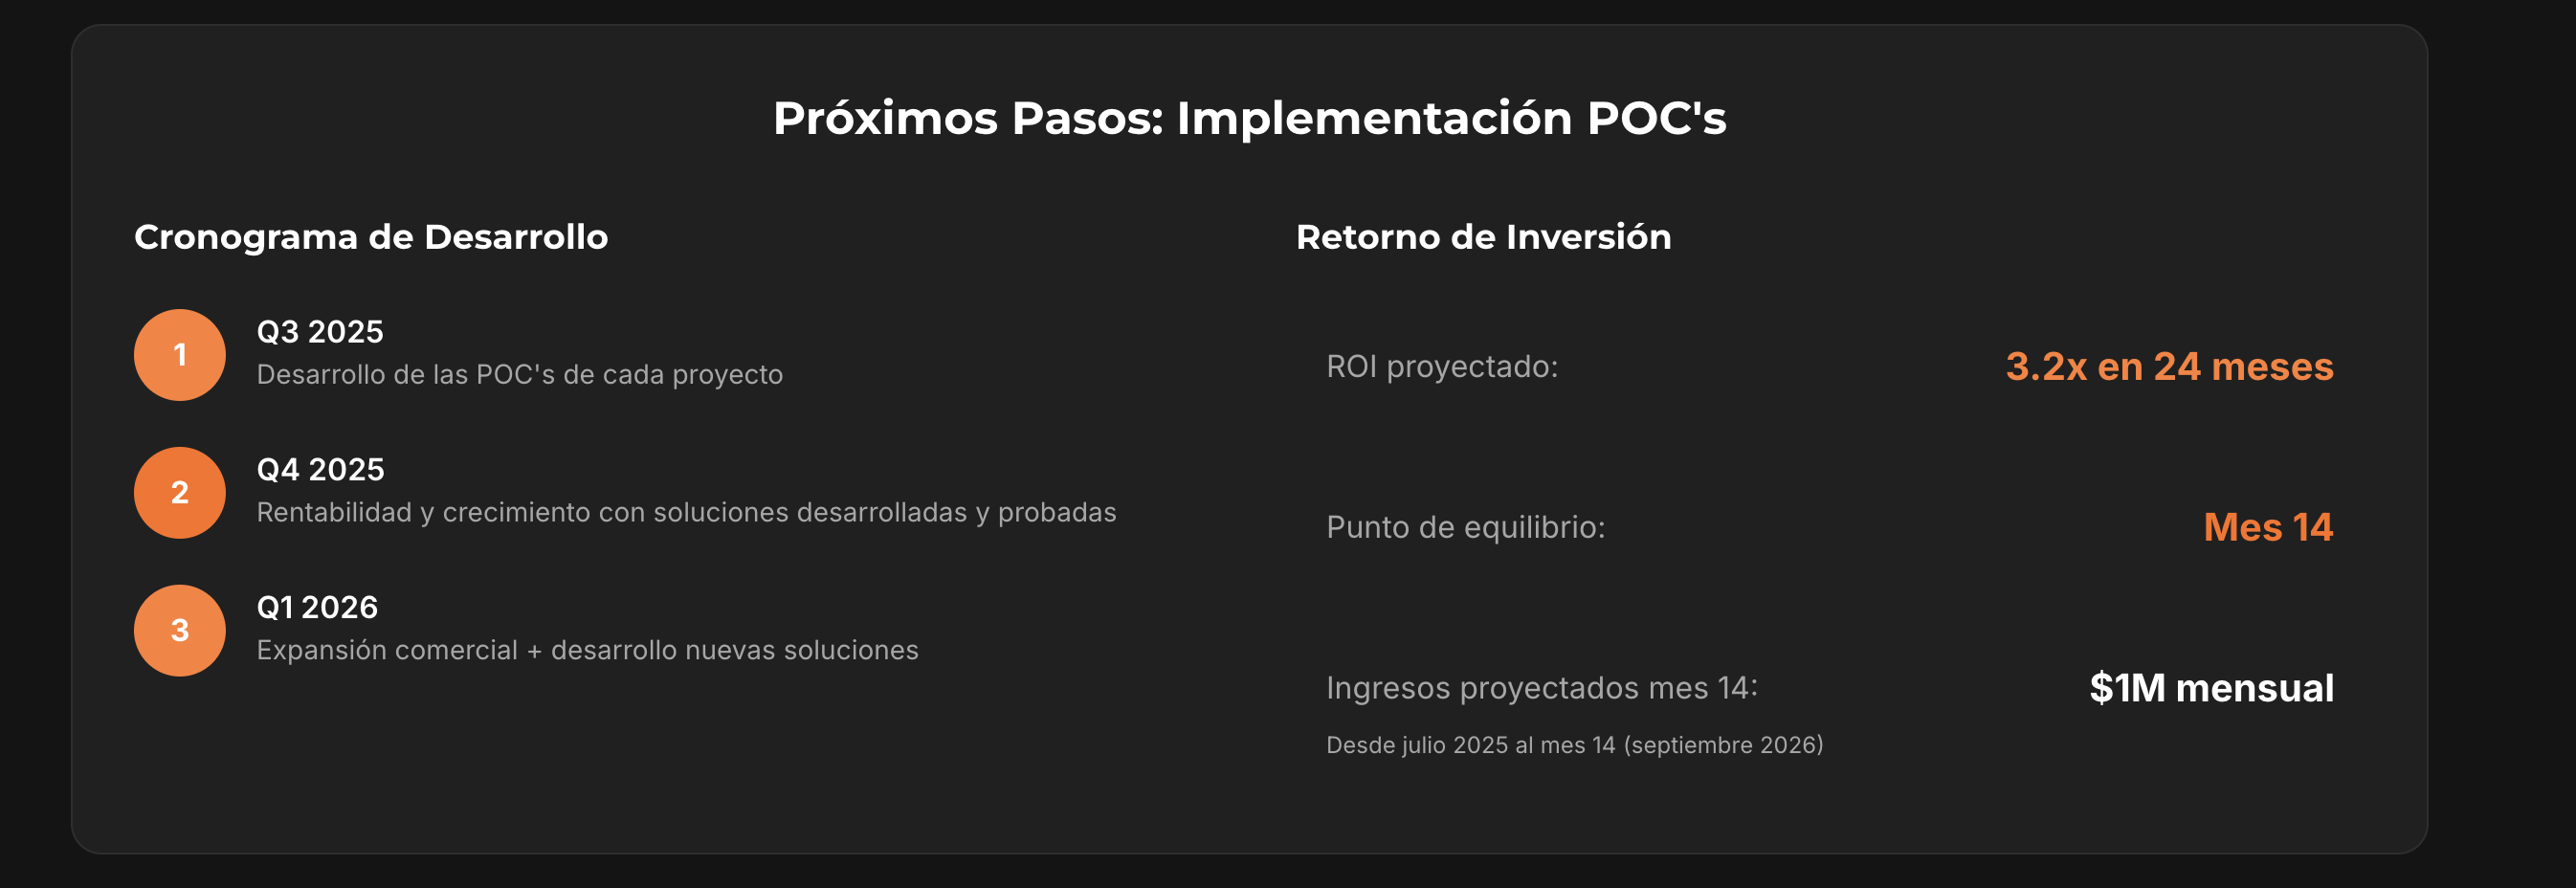 Próximos Pasos: Implementación POC's
Cronograma de Desarrollo
1
Q3 2025
Desarrollo de las POC's de cada proyecto
2
Q4 2025
Rentabilidad y crecimiento con soluciones desarrolladas y probadas
3
Q1 2026
Expansión comercial + desarrollo nuevas soluciones
Retorno de Inversión
ROI proyectado: 3.2x en 24 meses
Punto de equilibrio: Mes 14
Ingresos proyectados mes 14: $1M mensual
Desde julio 2025 al mes 14 (septiembre 2026)